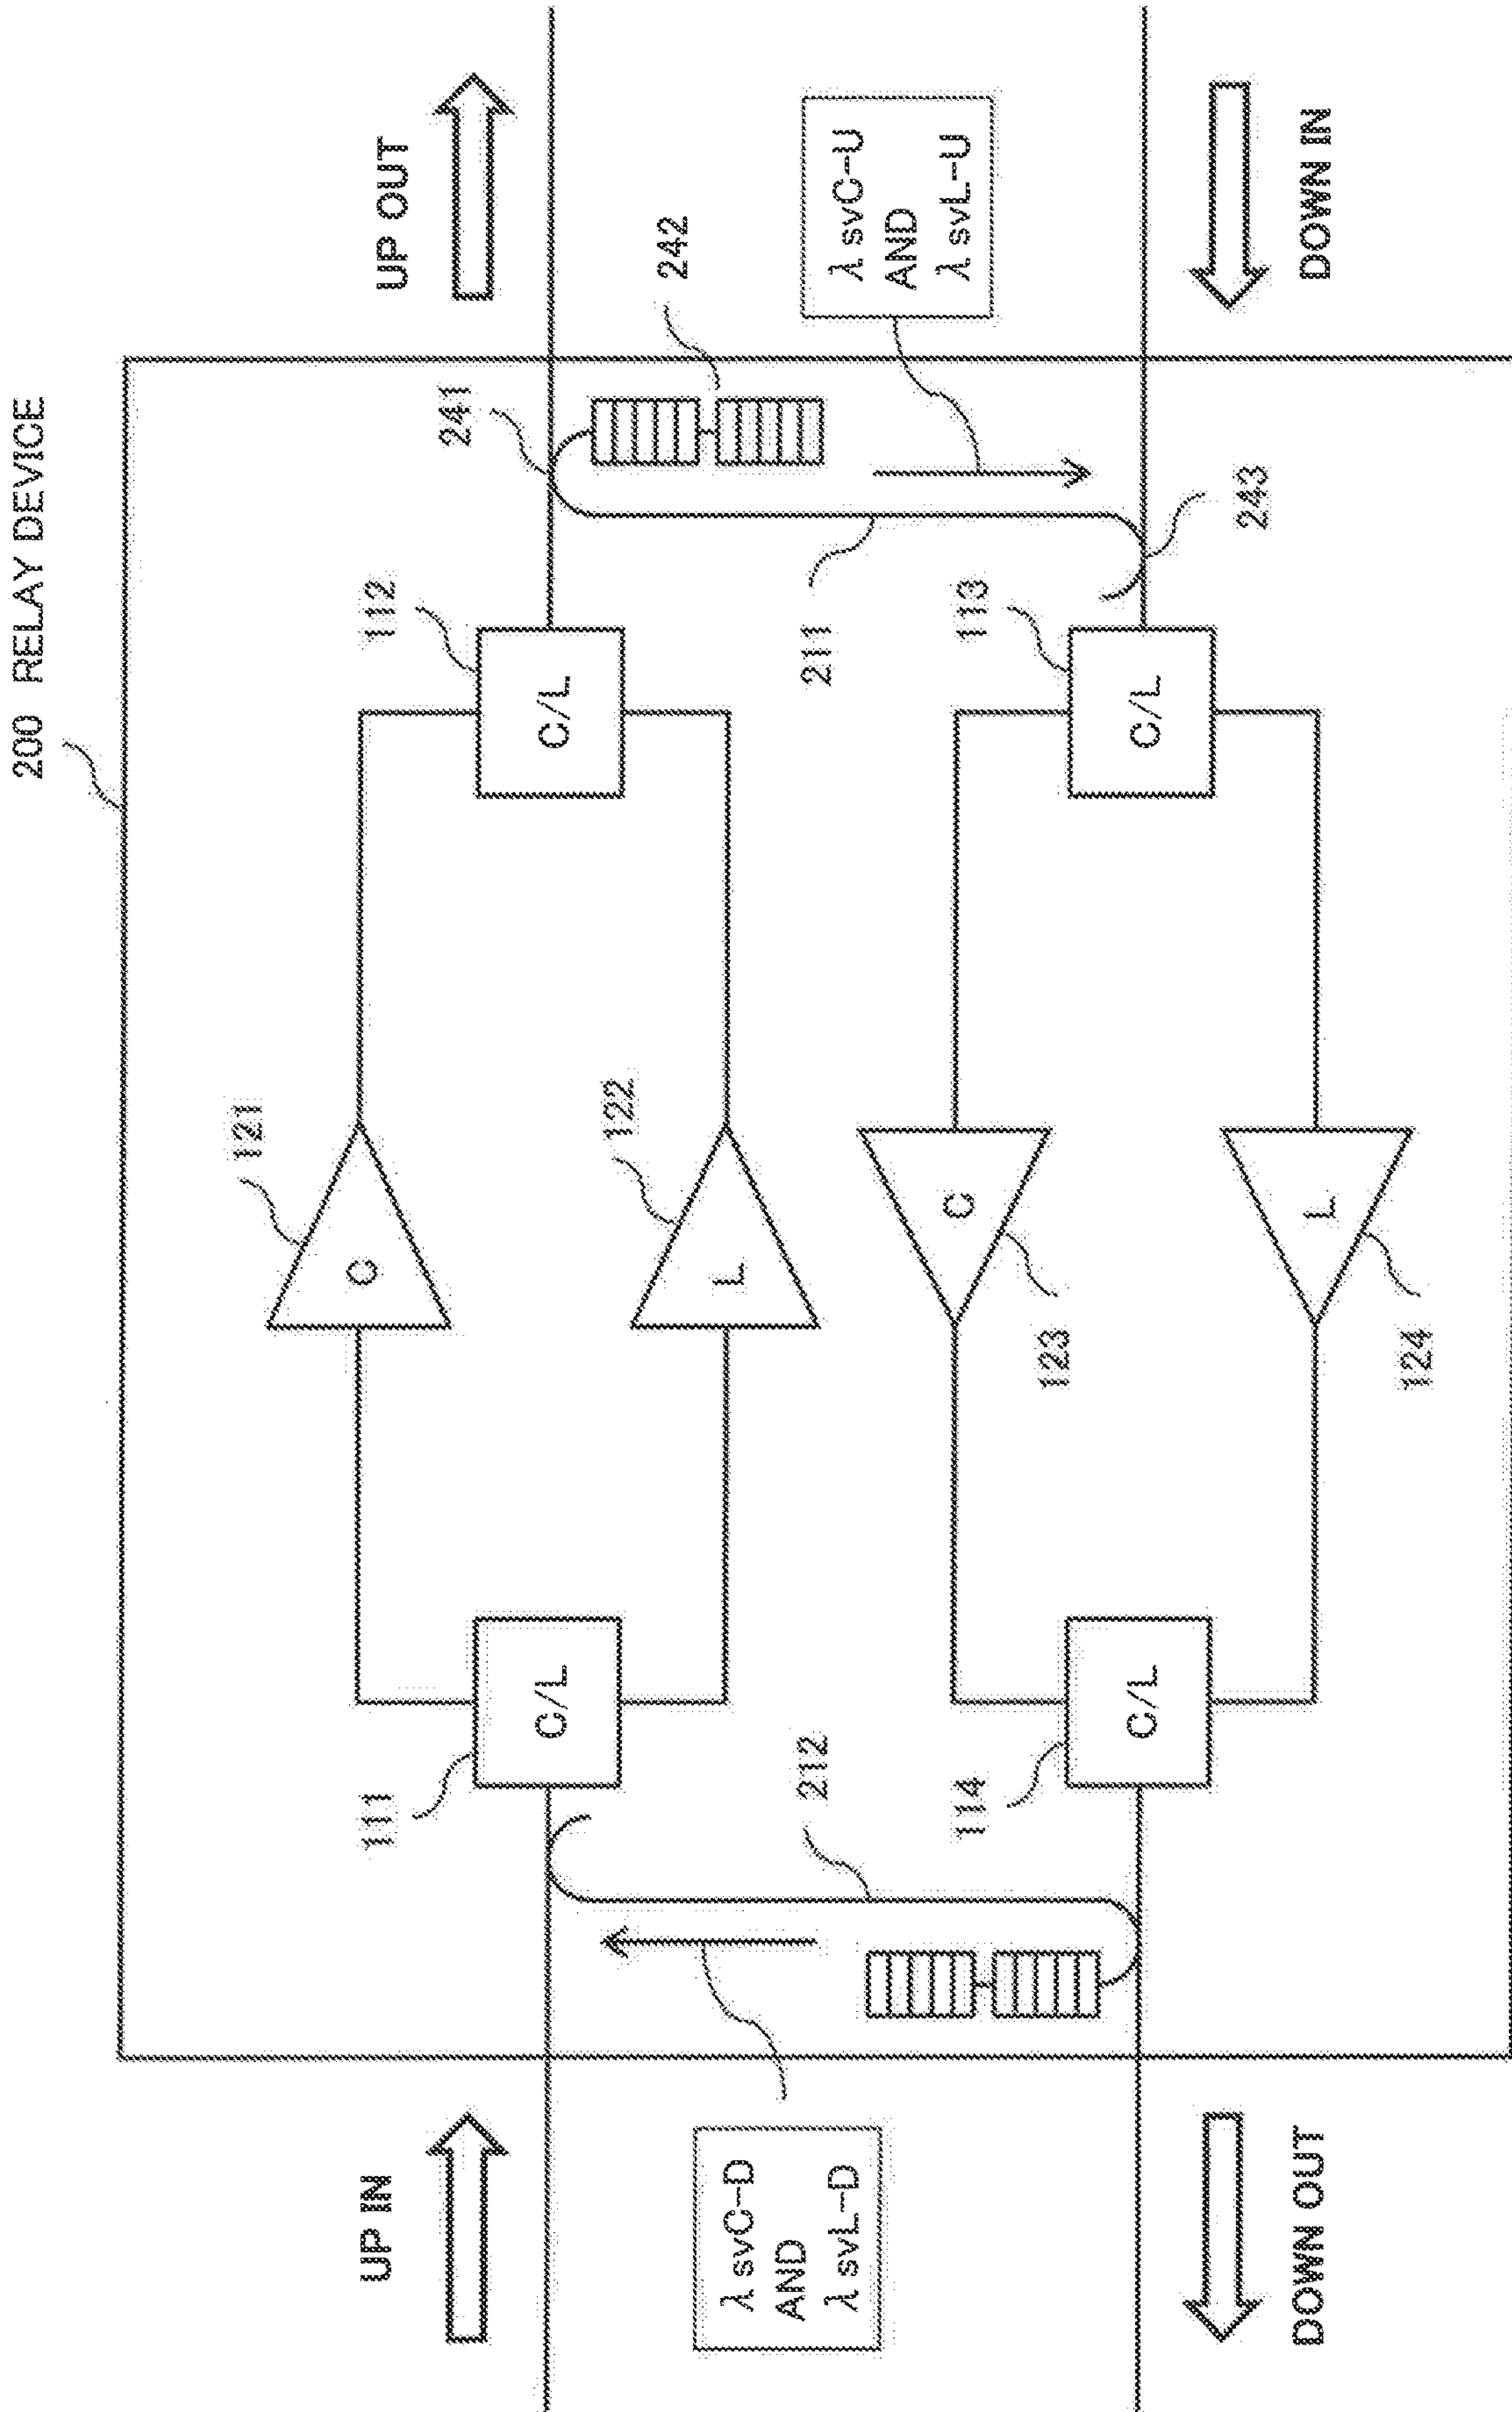 200 RELAY DEVICE
UP IN
UP OUT
121
C
111
C/L
112
C/L
241
242
122
L
λ svC-D
AND
λ svL-D
212
211
λ svC-U
AND
λ svL-U
C
123
114
C/L
113
C/L
243
L
124
DOWN OUT
DOWN IN